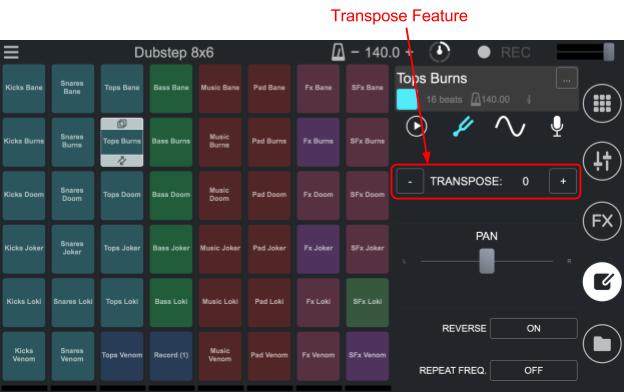 Transpose Feature
Dubstep 8x6
− 140.0 +
REC
Kicks Bane
Snares Bane
Tops Bane
Bass Bane
Music Bane
Pad Bane
Fx Bane
SFx Bane
Kicks Burns
Snares Burns
Tops Burns
Bass Burns
Music Burns
Pad Burns
Fx Burns
SFx Burns
Kicks Doom
Snares Doom
Tops Doom
Bass Doom
Music Doom
Pad Doom
Fx Doom
SFx Doom
Kicks Joker
Snares Joker
Tops Joker
Bass Joker
Music Joker
Pad Joker
Fx Joker
SFx Joker
Kicks Loki
Snares Loki
Tops Loki
Bass Loki
Music Loki
Pad Loki
Fx Loki
SFx Loki
Kicks Venom
Snares Venom
Tops Venom
Record (1)
Music Venom
Pad Venom
Fx Venom
SFx Venom
Tops Burns
...
16 beats 140.00
- TRANSPOSE: 0 +
PAN
L R
REVERSE ON
REPEAT FREQ. OFF
FX